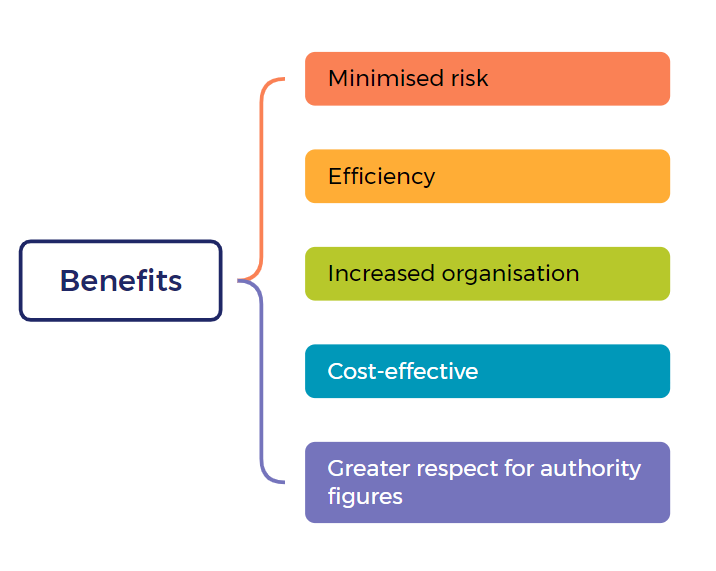 Benefits
Minimised risk
Efficiency
Increased organisation
Cost-effective
Greater respect for authority
figures